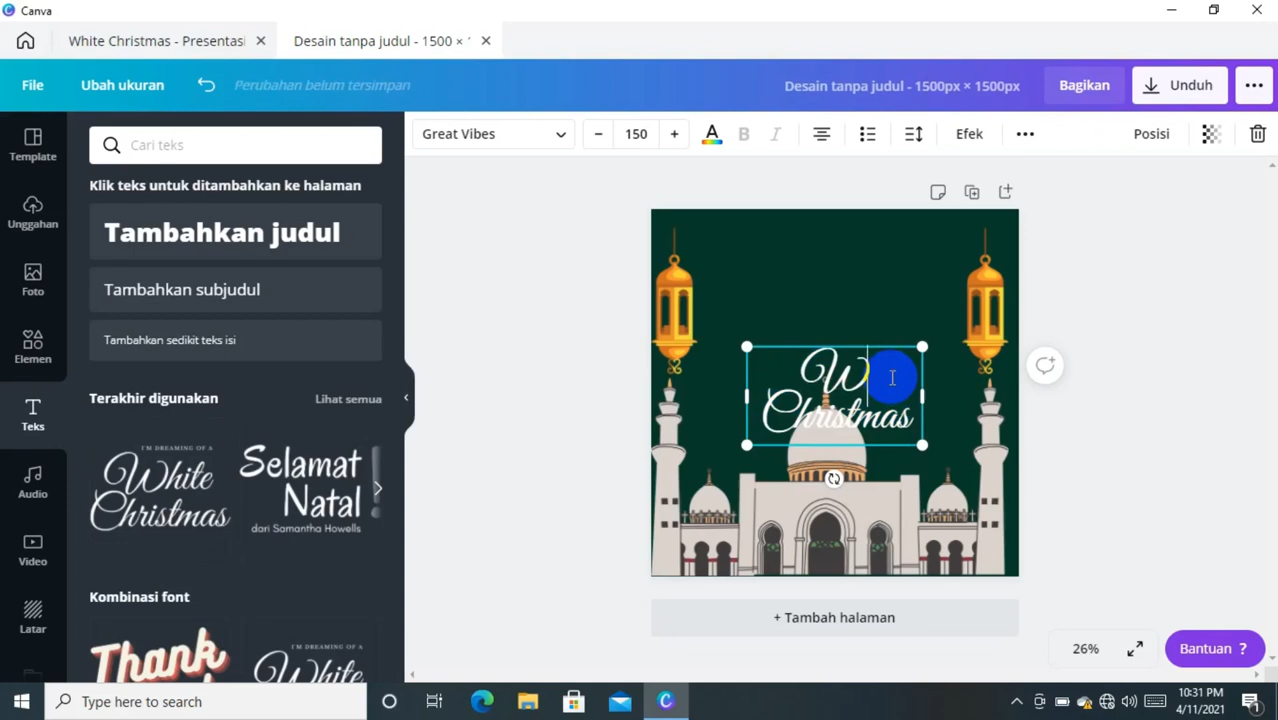 Canva
White Christmas - Presentasi
Desain tanpa judul - 1500 ×
File
Ubah ukuran
Perubahan belum tersimpan
Desain tanpa judul - 1500px × 1500px
Bagikan
Unduh
Template
Unggahan
Foto
Elemen
Teks
Audio
Video
Latar
Cari teks
Klik teks untuk ditambahkan ke halaman
Tambahkan judul
Tambahkan subjudul
Tambahkan sedikit teks isi
Terakhir digunakan
Lihat semua
I'M DREAMING OF A
White
Christmas
Selamat
Natal
dari Samantha Howells
Kombinasi font
Thank
I'M DREAMING OF A
White
Great Vibes
− 150 +
A
B
I
Efek
Posisi
W
Christmas
+ Tambah halaman
26%
Bantuan ?
Type here to search
10:31 PM
4/11/2021
1